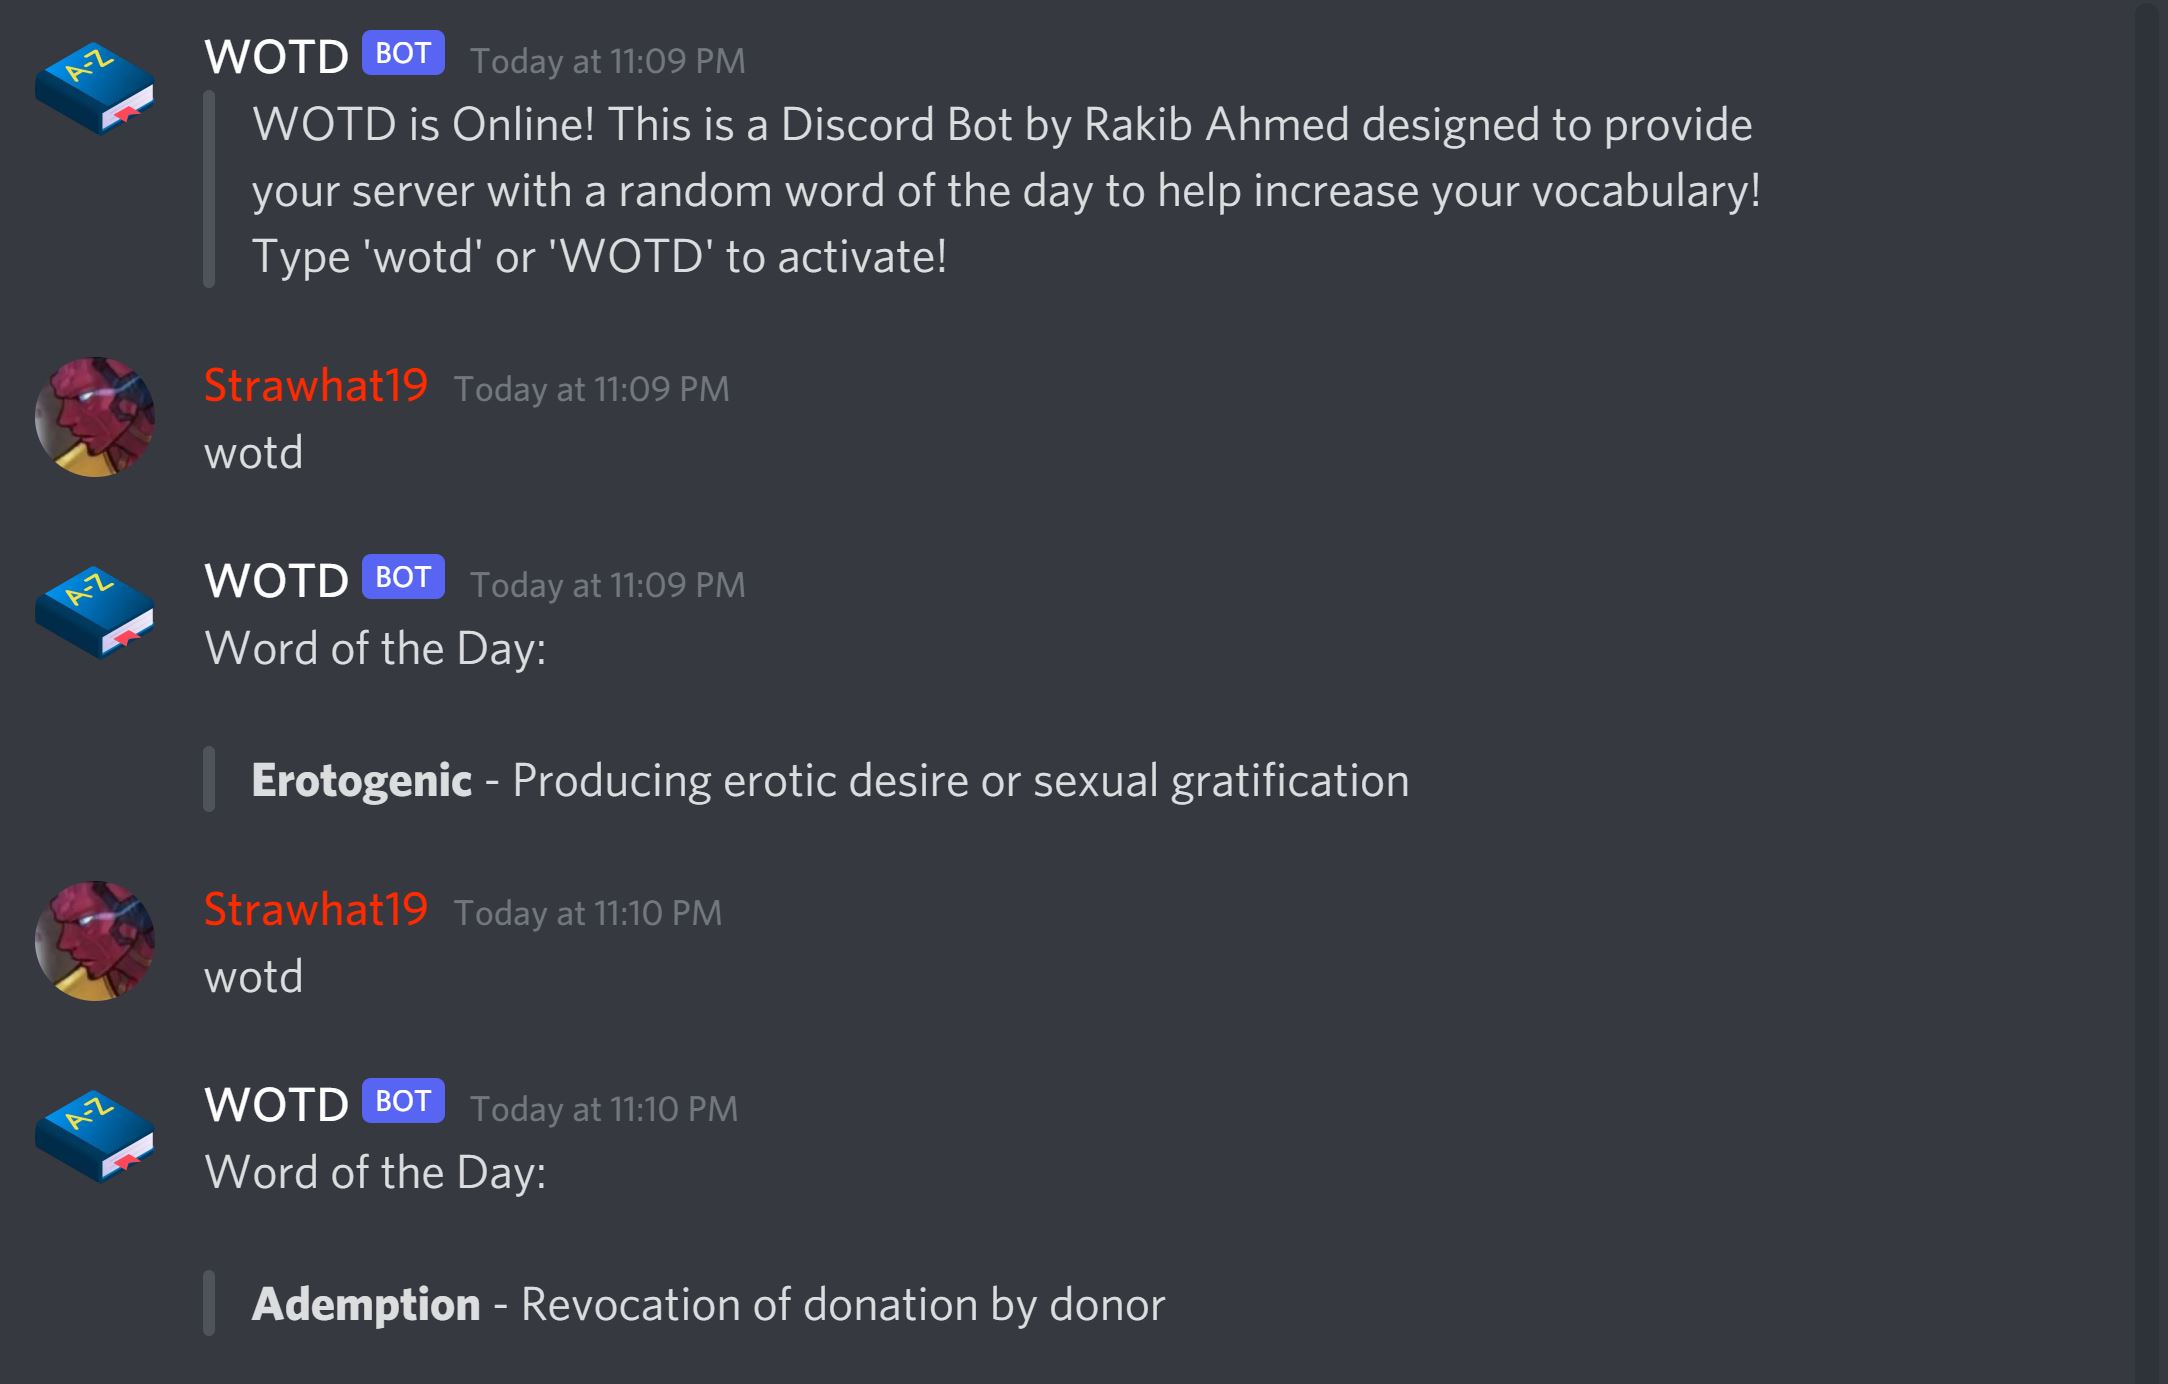 A-Z
WOTD BOT Today at 11:09 PM
WOTD is Online! This is a Discord Bot by Rakib Ahmed designed to provide
your server with a random word of the day to help increase your vocabulary!
Type 'wotd' or 'WOTD' to activate!
Strawhat19 Today at 11:09 PM
wotd
A-Z
WOTD BOT Today at 11:09 PM
Word of the Day:
Erotogenic - Producing erotic desire or sexual gratification
Strawhat19 Today at 11:10 PM
wotd
A-Z
WOTD BOT Today at 11:10 PM
Word of the Day:
Ademption - Revocation of donation by donor